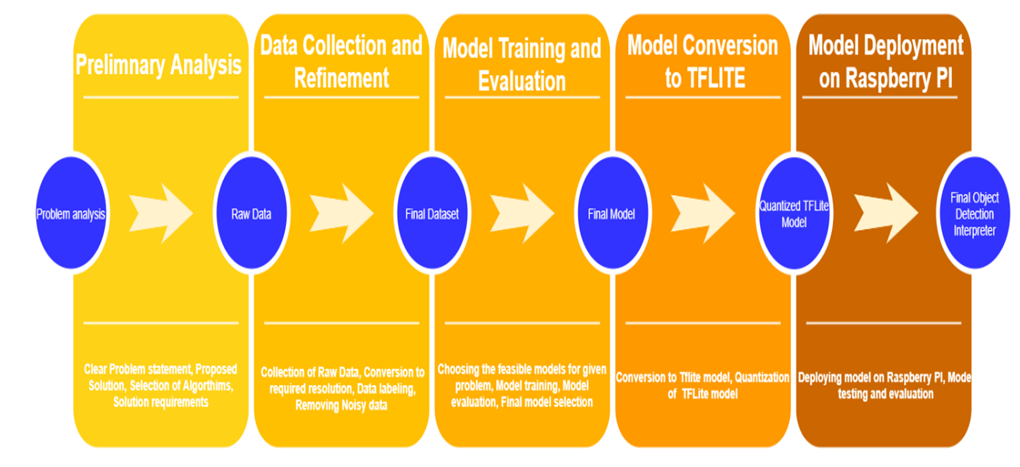 Prelimnary Analysis
Data Collection and
Refinement
Model Training and
Evaluation
Model Conversion
to TFLITE
Model Deployment
on Raspberry PI
Problem analysis
Raw Data
Final Dataset
Final Model
Quantized TFLite
Model
Final Object
Detection
Interpreter
Clear Problem statement, Proposed
Solution, Selection of Algorthims,
Solution requirements
Collection of Raw Data, Conversion to
required resolution, Data labeling,
Removing Noisy data
Choosing the feasible models for given
problem, Model training, Model
evaluation, Final model selection
Conversion to Tflite model, Quantization
of TFLite model
Deploying model on Raspberry PI, Mode
testing and evaluation